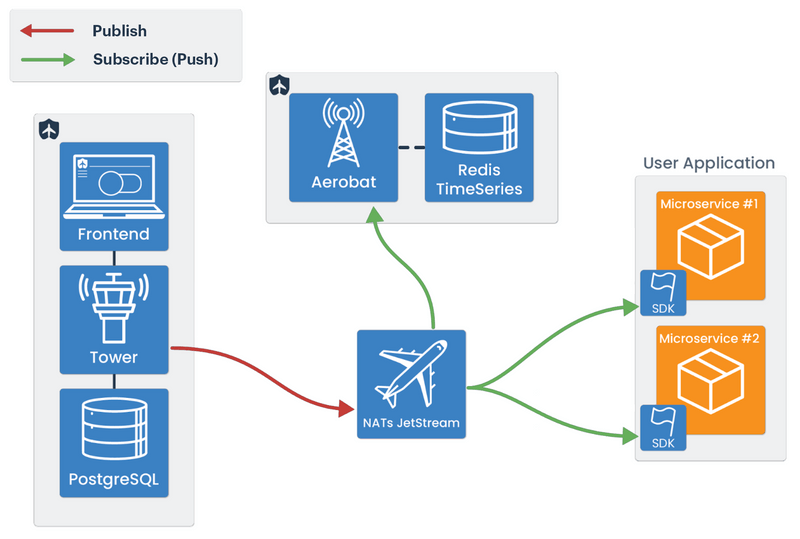 Publish
Subscribe (Push)
Frontend
Tower
PostgreSQL
Aerobat
Redis
TimeSeries
NATs JetStream
User Application
Microservice #1
SDK
Microservice #2
SDK